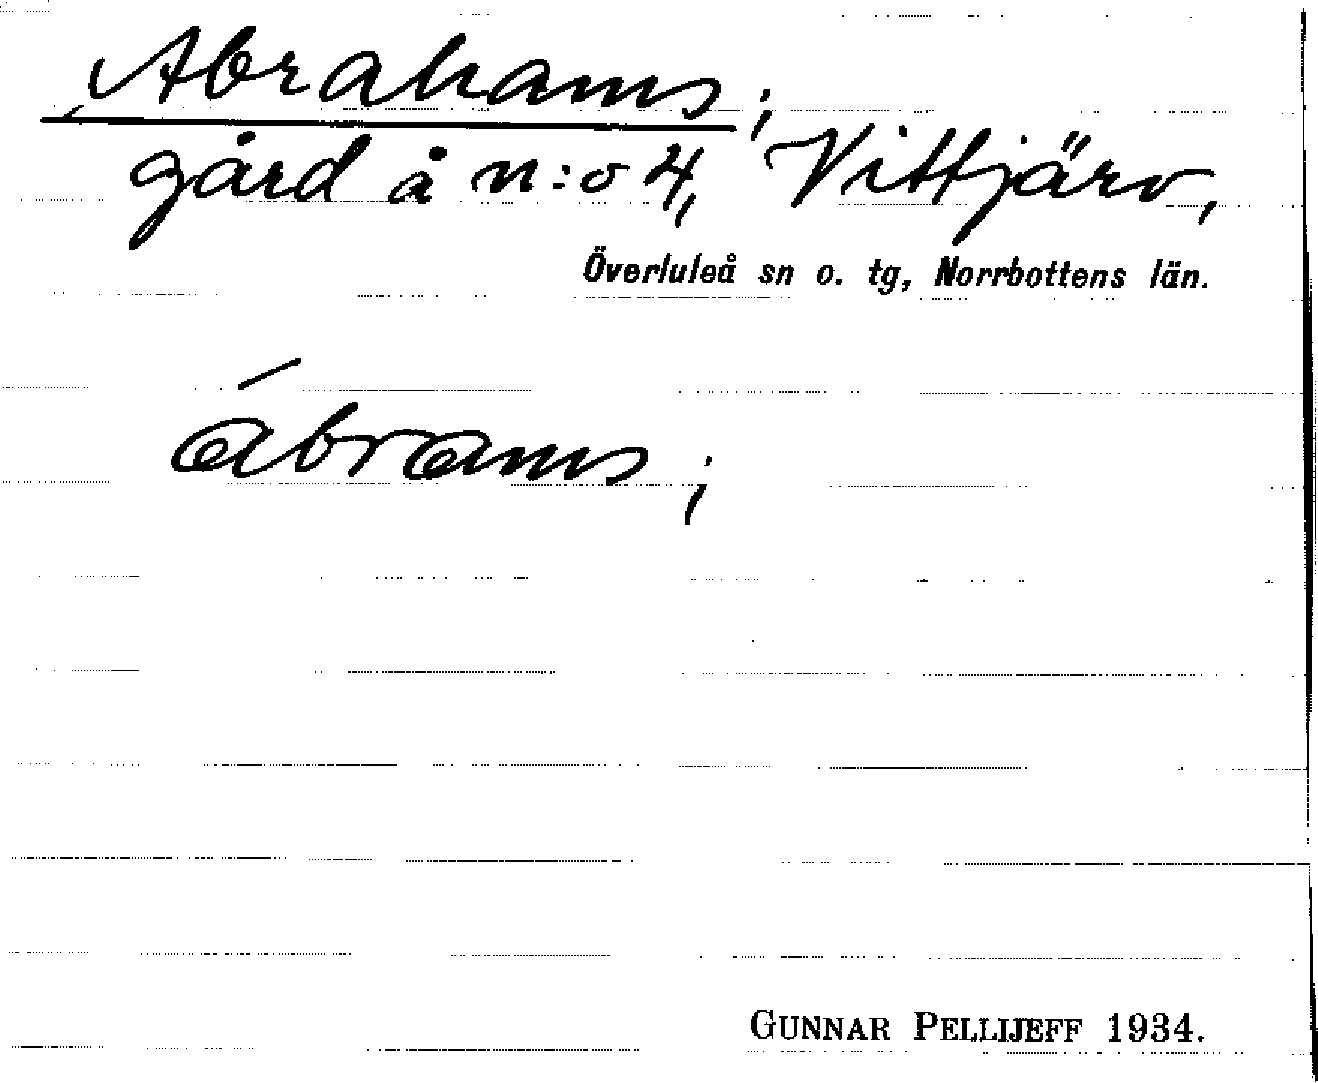 Abrahams;
gård å n:o 4, Vittjärv,
Överluleå sn o. tg, Norrbottens län.
ábrams;
GUNNAR PELLIJEFF 1934.